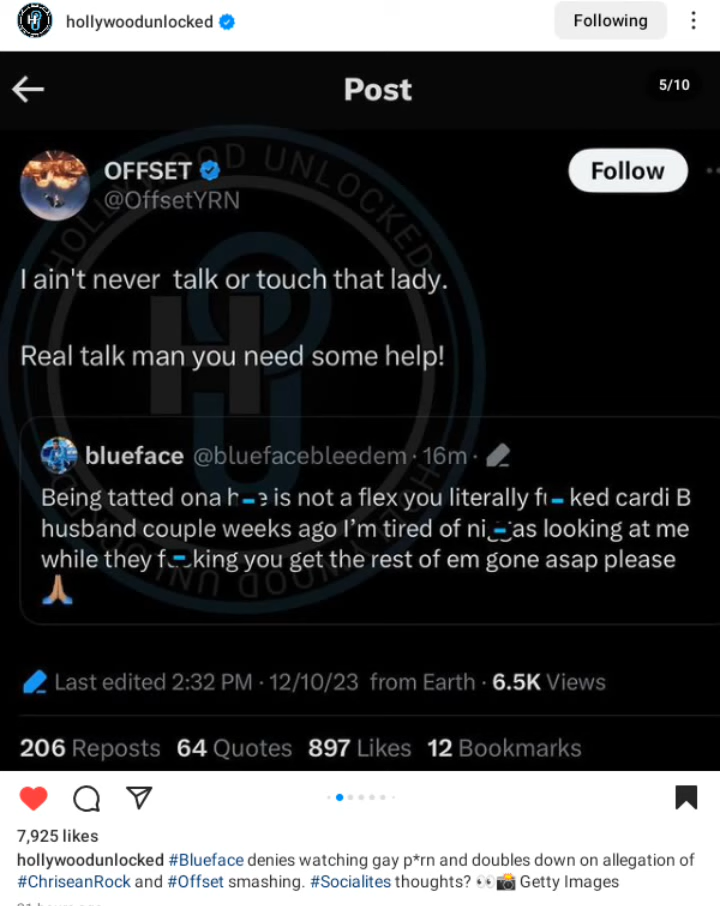 hollywoodunlocked
Following
Post
5/10
HOLLYWOOD UNLOCKED
OFFSET
@OffsetYRN
Follow
I ain't never talk or touch that lady.
Real talk man you need some help!
blueface @bluefacebleedem · 16m ·
Being tatted ona h-e is not a flex you literally f-ked cardi B
husband couple weeks ago I'm tired of ni-as looking at me
while they f-king you get the rest of em gone asap please
🙏🏽
Last edited 2:32 PM · 12/10/23 from Earth · 6.5K Views
206 Reposts 64 Quotes 897 Likes 12 Bookmarks
7,925 likes
hollywoodunlocked #Blueface denies watching gay p*rn and doubles down on allegation of
#ChriseanRock and #Offset smashing. #Socialites thoughts? 👀📸 Getty Images